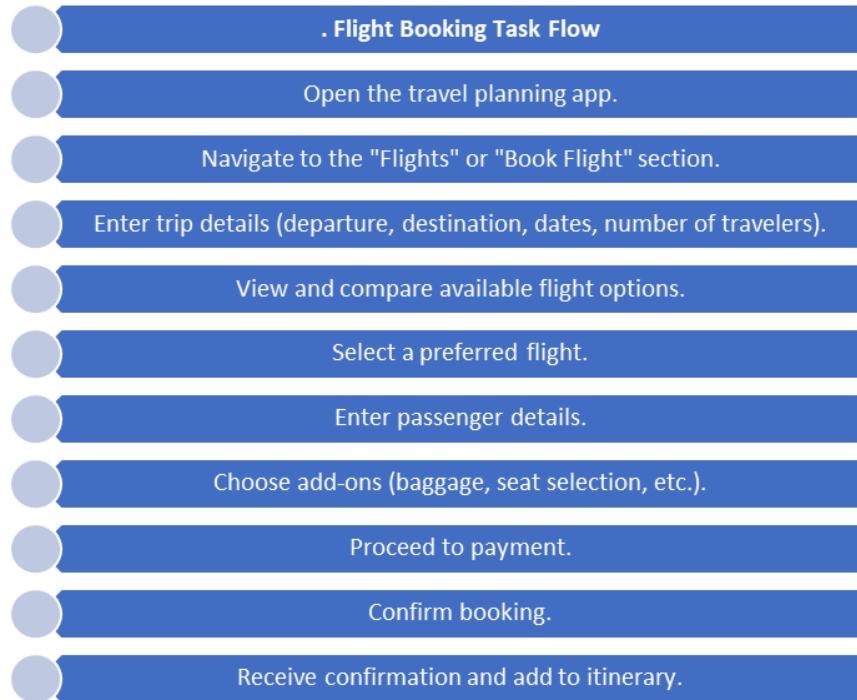 . Flight Booking Task Flow
Open the travel planning app.
Navigate to the "Flights" or "Book Flight" section.
Enter trip details (departure, destination, dates, number of travelers).
View and compare available flight options.
Select a preferred flight.
Enter passenger details.
Choose add-ons (baggage, seat selection, etc.).
Proceed to payment.
Confirm booking.
Receive confirmation and add to itinerary.